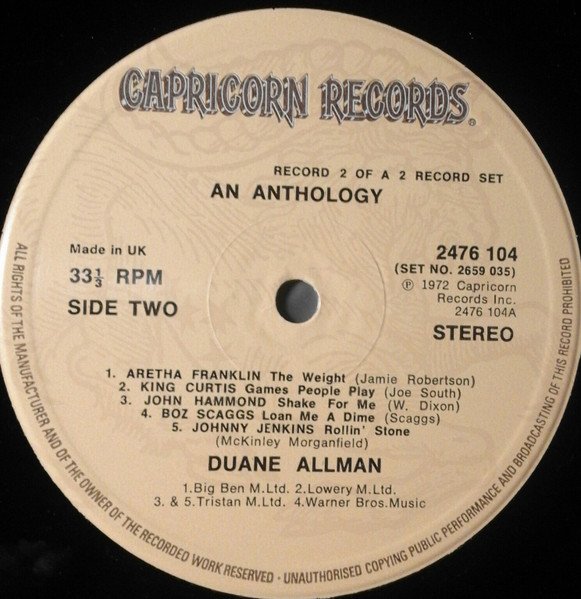 CAPRICORN RECORDS®
RECORD 2 OF A 2 RECORD SET
AN ANTHOLOGY
Made in UK
33⅓ RPM
SIDE TWO
2476 104
(SET NO. 2659 035)
℗ 1972 Capricorn
Records Inc.
2476 104A
STEREO
1. ARETHA FRANKLIN The Weight (Jamie Robertson)
2. KING CURTIS Games People Play (Joe South)
3. JOHN HAMMOND Shake For Me (W. Dixon)
4. BOZ SCAGGS Loan Me A Dime (Scaggs)
5. JOHNNY JENKINS Rollin' Stone
(McKinley Morganfield)
DUANE ALLMAN
1.Big Ben M.Ltd. 2.Lowery M.Ltd.
3. & 5.Tristan M.Ltd. 4.Warner Bros.Music
ALL RIGHTS OF THE MANUFACTURER AND OF THE OWNER OF THE RECORDED WORK RESERVED · UNAUTHORISED COPYING PUBLIC PERFORMANCE AND BROADCASTING OF THIS RECORD PROHIBITED